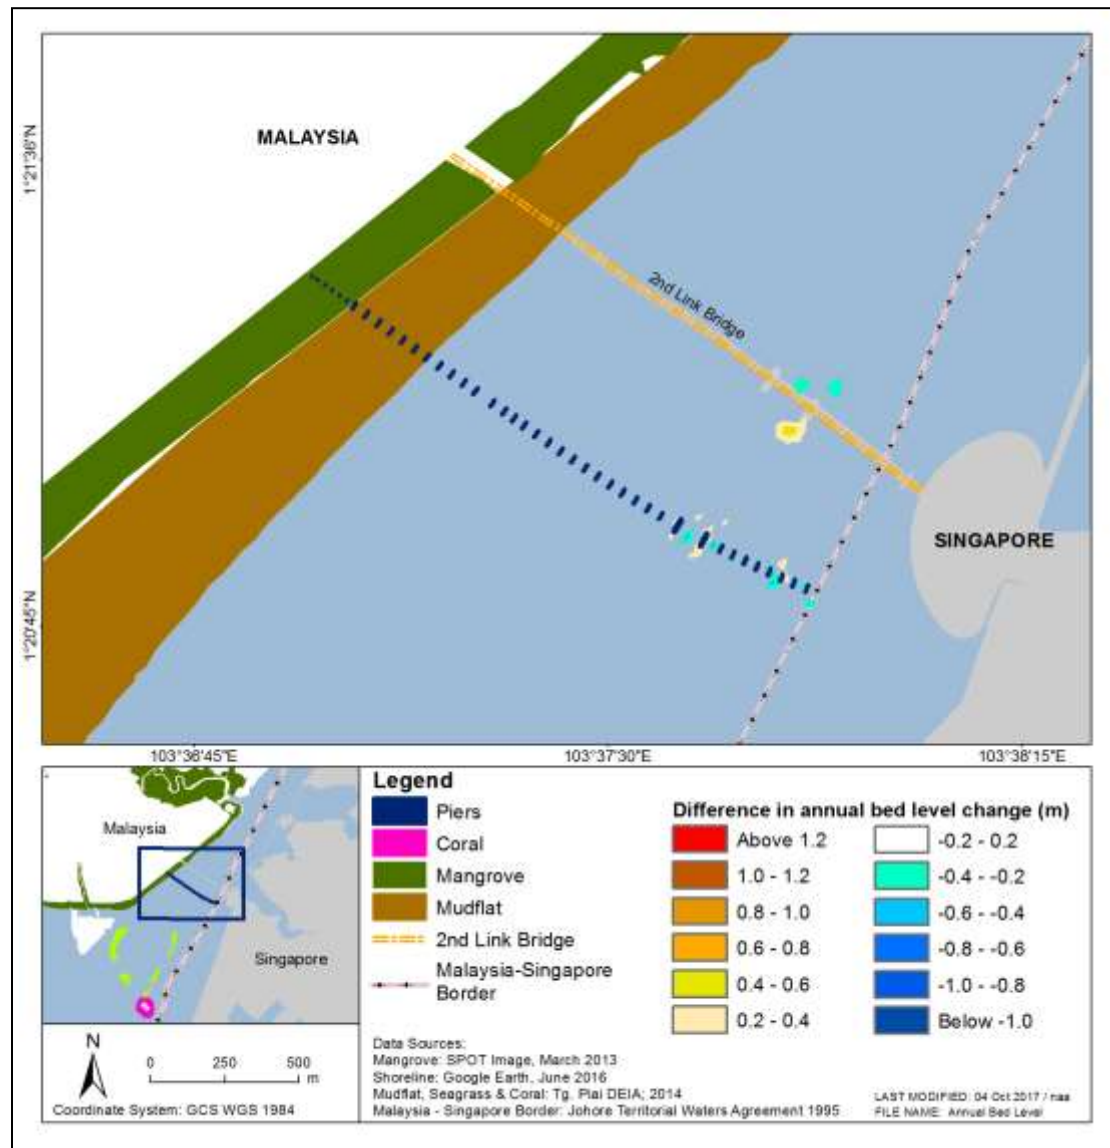 MALAYSIA
1°21'36"N
2nd Link Bridge
SINGAPORE
1°20'45"N
103°36'45"E
103°37'30"E
103°38'15"E
Malaysia
Singapore
N
0 250 500
m
Coordinate System: GCS WGS 1984
Legend
Piers
Coral
Mangrove
Mudflat
2nd Link Bridge
Malaysia-Singapore
Border
Difference in annual bed level change (m)
Above 1.2
1.0 - 1.2
0.8 - 1.0
0.6 - 0.8
0.4 - 0.6
0.2 - 0.4
-0.2 - 0.2
-0.4 - -0.2
-0.6 - -0.4
-0.8 - -0.6
-1.0 - -0.8
Below -1.0
Data Sources:
Mangrove: SPOT Image, March 2013
Shoreline: Google Earth, June 2016
Mudflat, Seagrass & Coral: Tg. Piai DEIA; 2014
Malaysia - Singapore Border: Johore Territorial Waters Agreement 1995
LAST MODIFIED: 04 Oct 2017 / naa
FILE NAME: Annual Bed Level